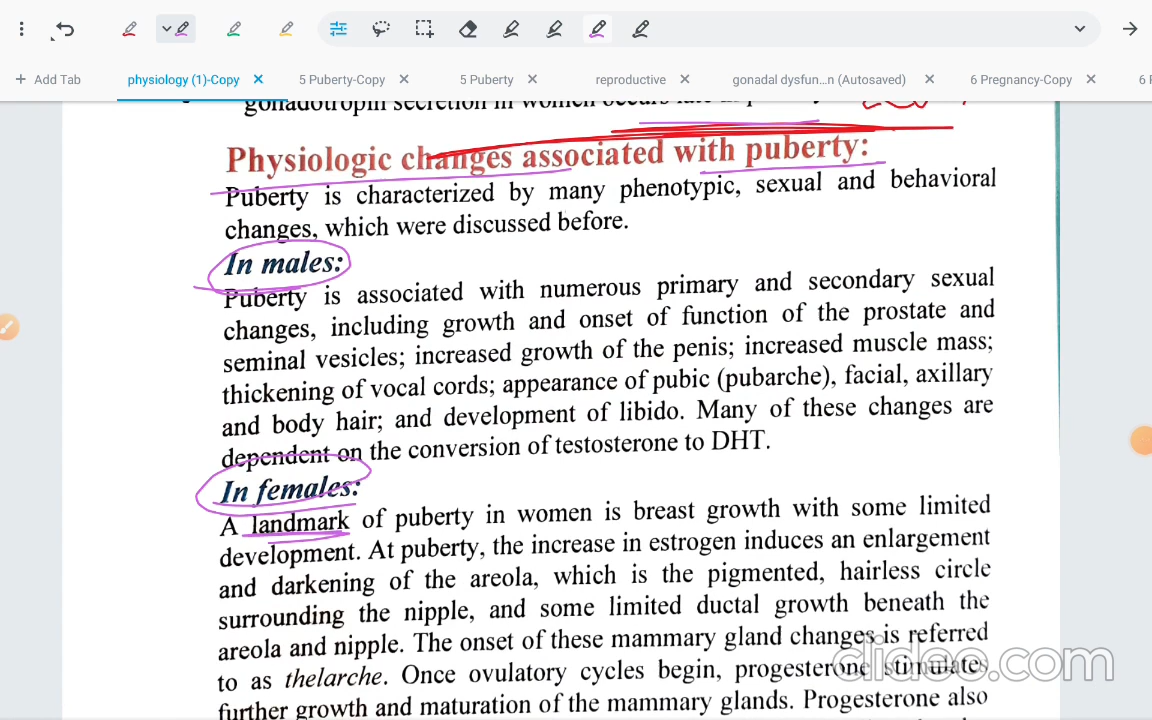 Add Tab
physiology (1)-Copy
5 Puberty-Copy
5 Puberty
reproductive
gonadal dysfun...n (Autosaved)
6 Pregnancy-Copy
6 P
gonadotropin secretion in women occurs late in
Physiologic changes associated with puberty:
Puberty is characterized by many phenotypic, sexual and behavioral
changes, which were discussed before.
In males:
Puberty is associated with numerous primary and secondary sexual
changes, including growth and onset of function of the prostate and
seminal vesicles; increased growth of the penis; increased muscle mass;
thickening of vocal cords; appearance of pubic (pubarche), facial, axillary
and body hair; and development of libido. Many of these changes are
dependent on the conversion of testosterone to DHT.
In females:
A landmark of puberty in women is breast growth with some limited
development. At puberty, the increase in estrogen induces an enlargement
and darkening of the areola, which is the pigmented, hairless circle
surrounding the nipple, and some limited ductal growth beneath the
areola and nipple. The onset of these mammary gland changes is referred
to as thelarche. Once ovulatory cycles begin, progesterone stimulates
further growth and maturation of the mammary glands. Progesterone also
clideo.com